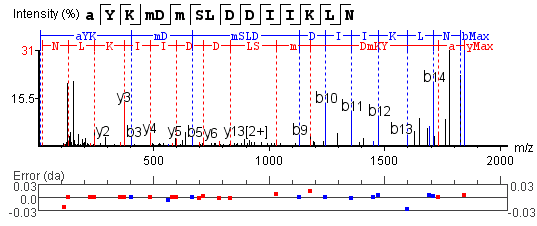 Intensity (%) aYKmDmSLDDIIKLN
aYK mD mSLD D I I K L N bMax
31 N L K I I D D LS m DmKY a yMax
15.5
y2 y3 b3 y4 y5 b5 y6 y13[2+] b9 b10 b11 b12 b13 b14
500 1000 1500 2000 m/z
Error (da)
0.03 0.03
0.0 0.0
-0.03 -0.03